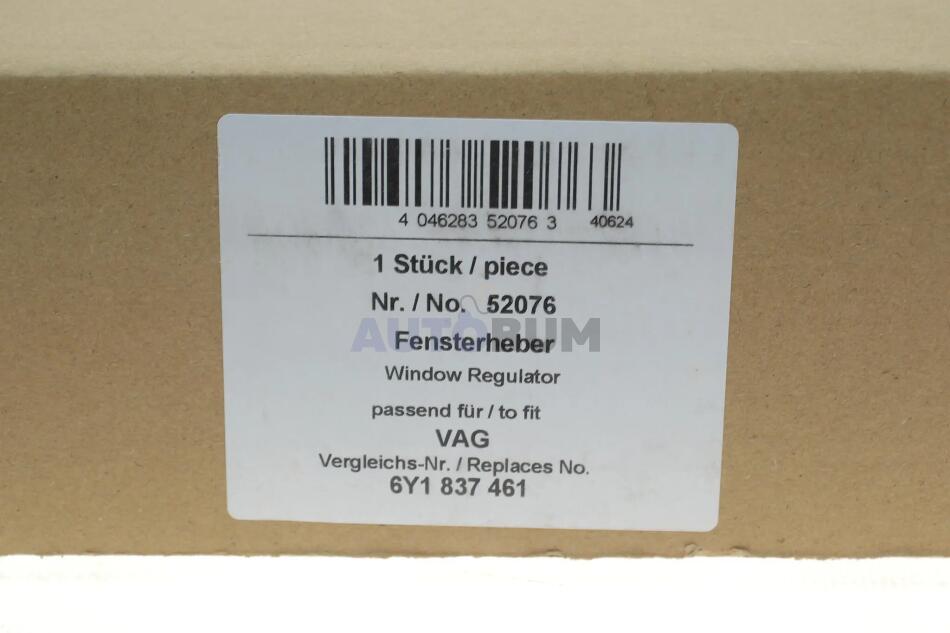 4 046283 52076 3 40624
1 Stück / piece
Nr. / No. 52076
AUTORUM
Fensterheber
Window Regulator
passend für / to fit
VAG
Vergleichs-Nr. / Replaces No.
6Y1 837 461